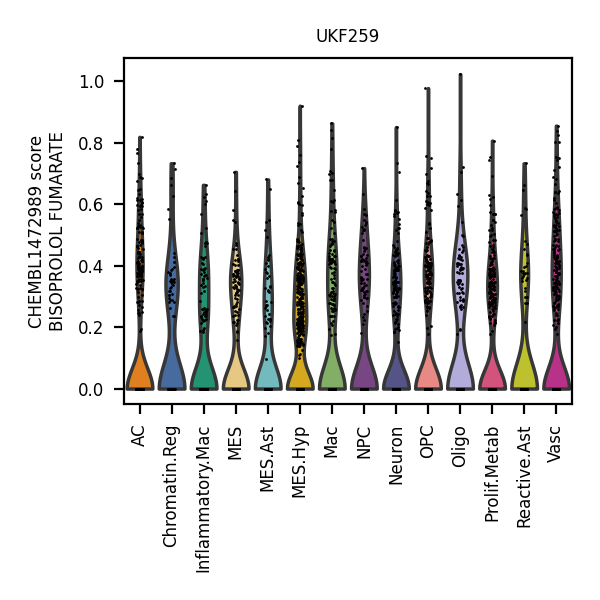 UKF259
CHEMBL1472989 score
BISOPROLOL FUMARATE
1.0
0.8
0.6
0.4
0.2
0.0
AC
Chromatin.Reg
Inflammatory.Mac
MES
MES.Ast
MES.Hyp
Mac
NPC
Neuron
OPC
Oligo
Prolif.Metab
Reactive.Ast
Vasc